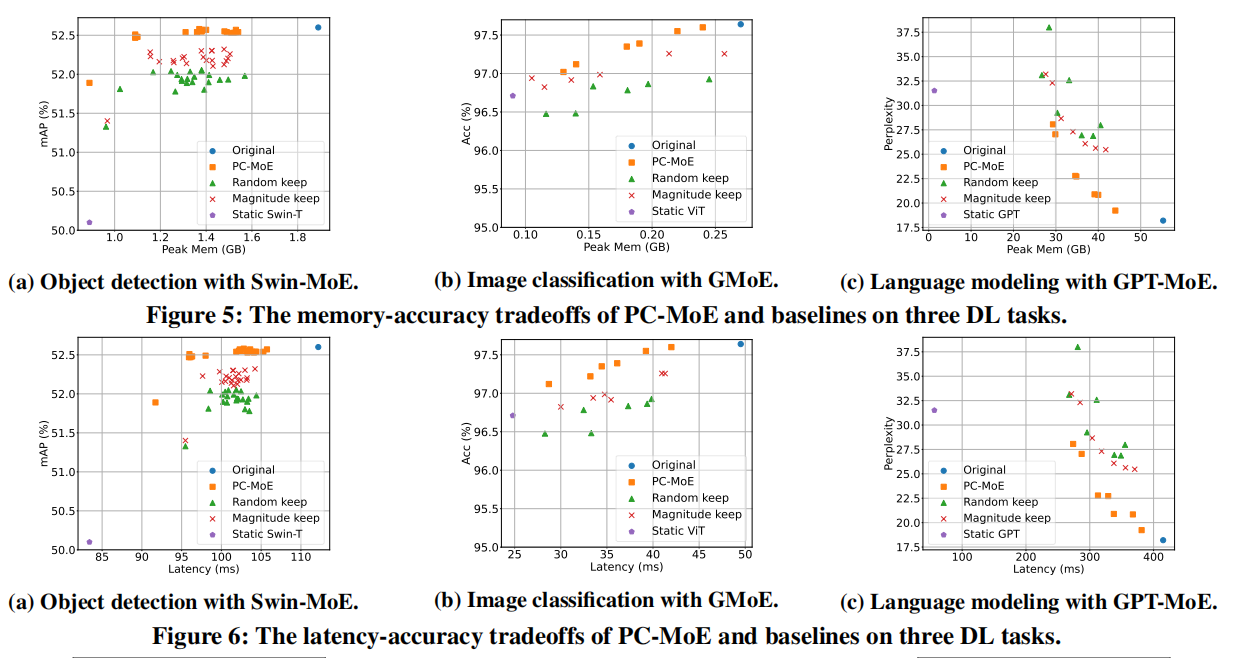 52.5
52.0
51.5
51.0
50.5
50.0
mAP (%)
Original
PC-MoE
Random keep
Magnitude keep
Static Swin-T
1.0 1.2 1.4 1.6 1.8
Peak Mem (GB)
(a) Object detection with Swin-MoE.
97.5
97.0
96.5
96.0
95.5
95.0
Acc (%)
Original
PC-MoE
Random keep
Magnitude keep
Static ViT
0.10 0.15 0.20 0.25
Peak Mem (GB)
(b) Image classification with GMoE.
37.5
35.0
32.5
30.0
27.5
25.0
22.5
20.0
17.5
Perplexity
Original
PC-MoE
Random keep
Magnitude keep
Static GPT
0 10 20 30 40 50
Peak Mem (GB)
(c) Language modeling with GPT-MoE.
Figure 5: The memory-accuracy tradeoffs of PC-MoE and baselines on three DL tasks.
52.5
52.0
51.5
51.0
50.5
50.0
mAP (%)
Original
PC-MoE
Random keep
Magnitude keep
Static Swin-T
85 90 95 100 105 110
Latency (ms)
(a) Object detection with Swin-MoE.
97.5
97.0
96.5
96.0
95.5
95.0
Acc (%)
Original
PC-MoE
Random keep
Magnitude keep
Static ViT
25 30 35 40 45 50
Latency (ms)
(b) Image classification with GMoE.
37.5
35.0
32.5
30.0
27.5
25.0
22.5
20.0
17.5
Perplexity
Original
PC-MoE
Random keep
Magnitude keep
Static GPT
100 200 300 400
Latency (ms)
(c) Language modeling with GPT-MoE.
Figure 6: The latency-accuracy tradeoffs of PC-MoE and baselines on three DL tasks.